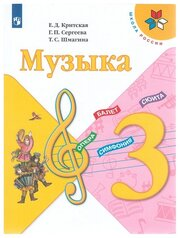 ШКОЛА РОССИИ
Е.Д. Критская
Г.П. Сергеева
Т.С. Шмагина
Музыка
БАЛЕТ
СЮИТА
ОПЕРА
СИМФОНИЯ
3